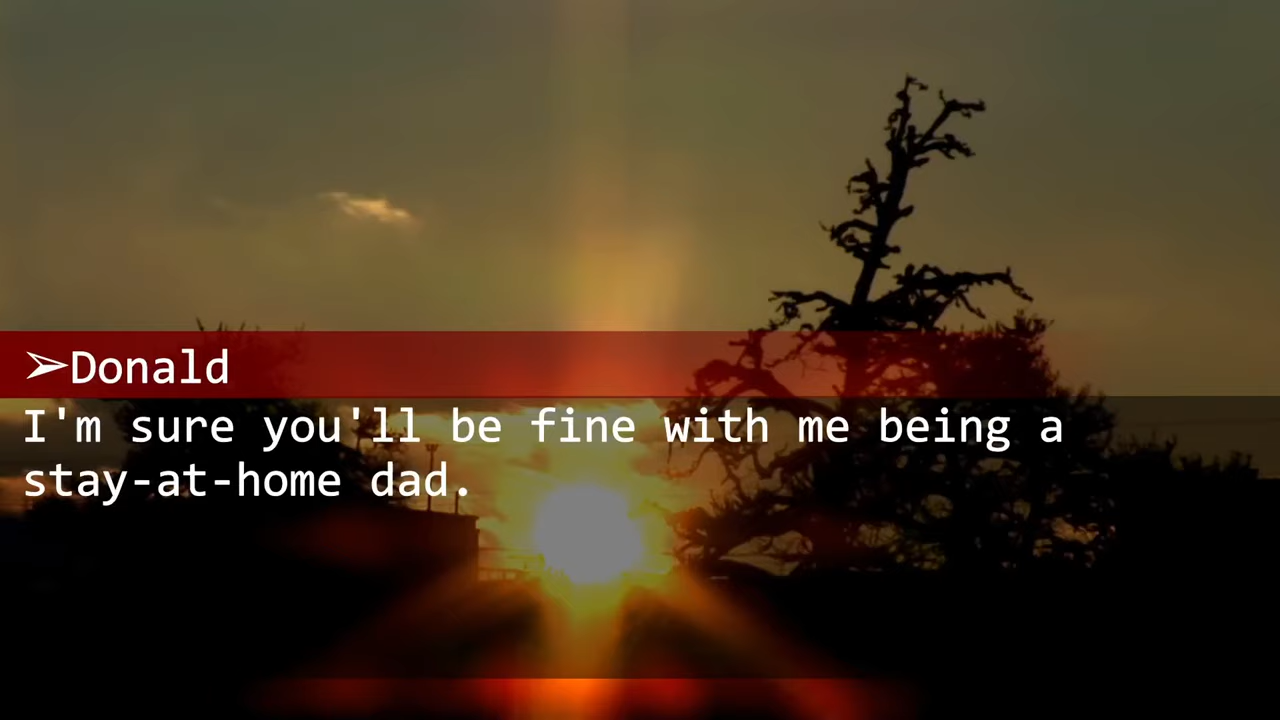 ➢Donald
I'm sure you'll be fine with me being a
stay-at-home dad.